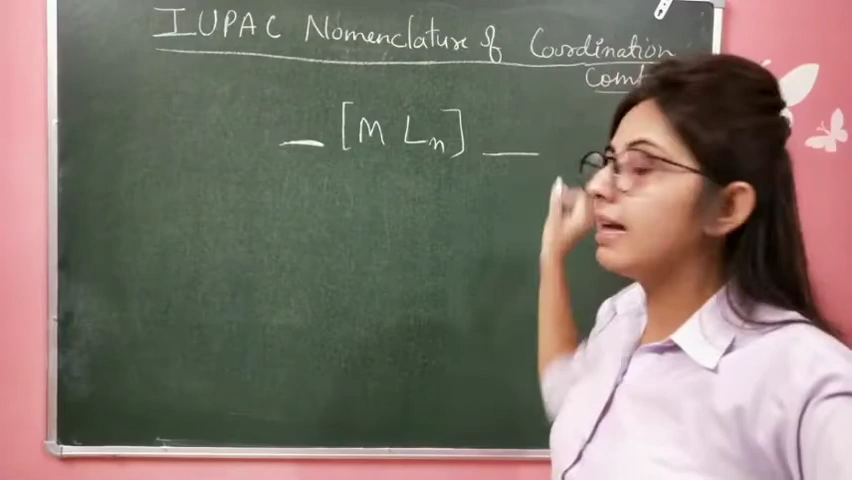 IUPAC Nomenclature of Coordination
_ [M Ln] _